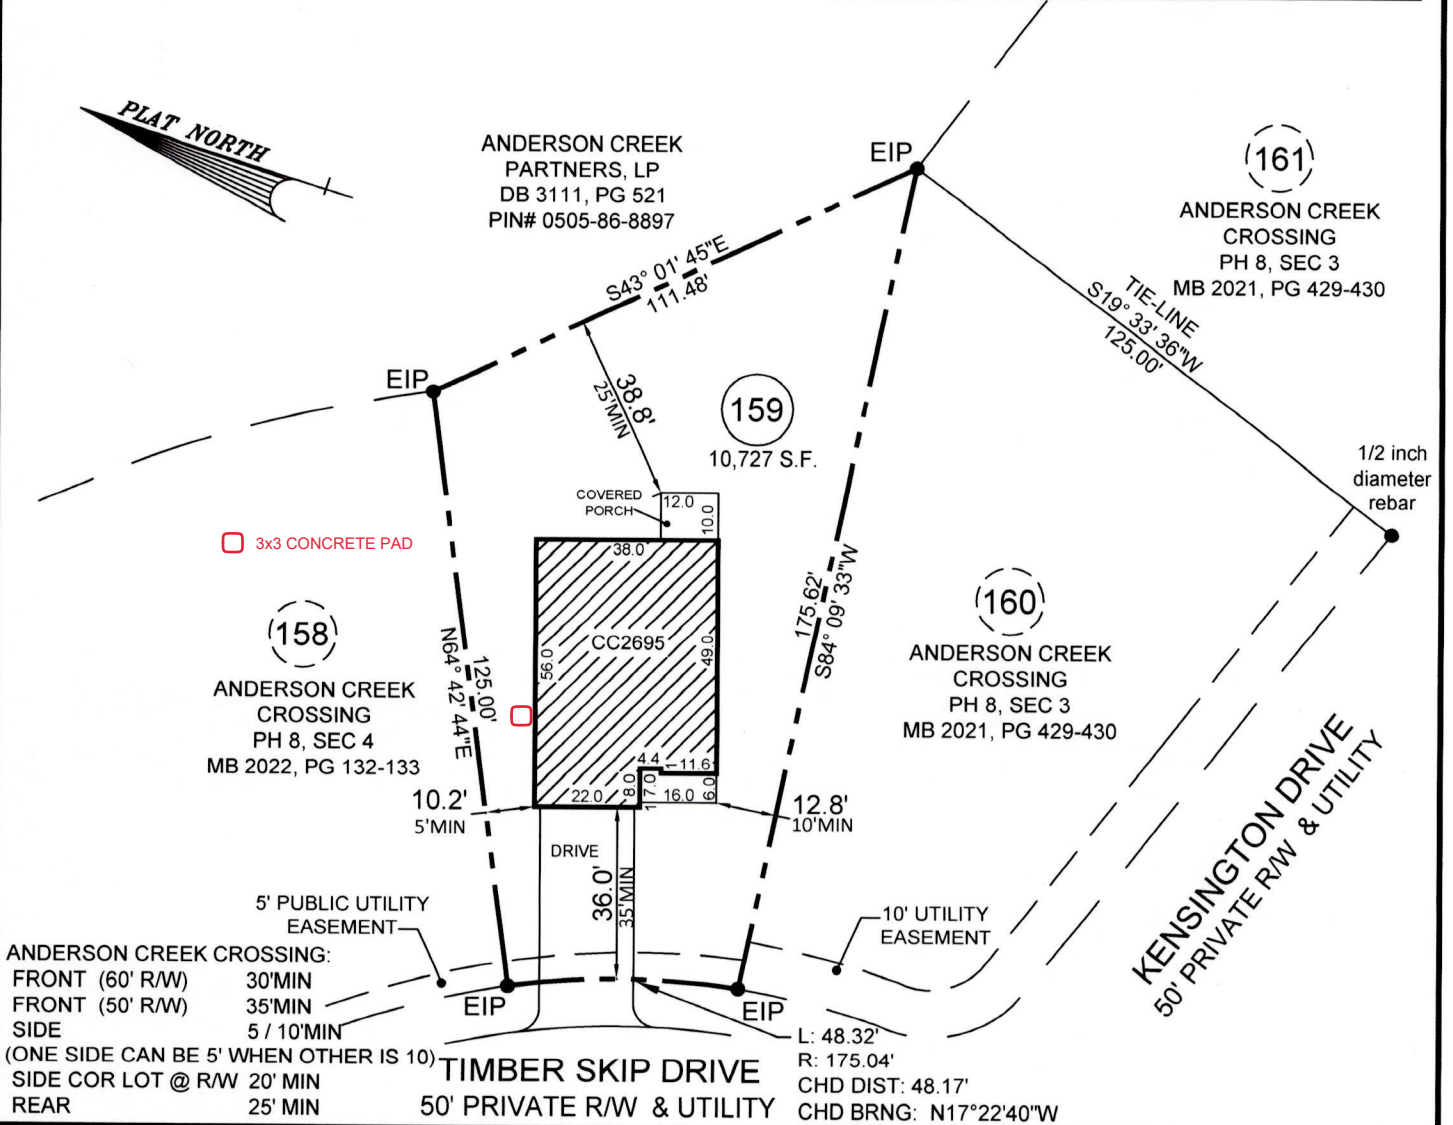 PLAT NORTH
ANDERSON CREEK
PARTNERS, LP
DB 3111, PG 521
PIN# 0505-86-8897
EIP
161
ANDERSON CREEK
CROSSING
PH 8, SEC 3
MB 2021, PG 429-430
S43° 01' 45"E
111.48'
TIE-LINE
S19° 33' 36"W
125.00'
EIP
38.8'
25'MIN
159
10,727 S.F.
1/2 inch
diameter
rebar
COVERED
PORCH
12.0
10.0
3x3 CONCRETE PAD
38.0
175.62'
S84° 09' 33"W
158
ANDERSON CREEK
CROSSING
PH 8, SEC 4
MB 2022, PG 132-133
125.00'
N64° 42' 44"E
56.0
CC2695
49.0
160
ANDERSON CREEK
CROSSING
PH 8, SEC 3
MB 2021, PG 429-430
4.4
1
11.6
22.0
8.0
1
7.0
16.0
6.0
10.2'
5'MIN
12.8'
10'MIN
DRIVE
36.0'
35'MIN
5' PUBLIC UTILITY
EASEMENT
10' UTILITY
EASEMENT
KENSINGTON DRIVE
50' PRIVATE R/W & UTILITY
EIP
EIP
ANDERSON CREEK CROSSING:
FRONT (60' R/W) 30'MIN
FRONT (50' R/W) 35'MIN
SIDE 5 / 10'MIN
(ONE SIDE CAN BE 5' WHEN OTHER IS 10)
SIDE COR LOT @ R/W 20' MIN
REAR 25' MIN
TIMBER SKIP DRIVE
50' PRIVATE R/W & UTILITY
L: 48.32'
R: 175.04'
CHD DIST: 48.17'
CHD BRNG: N17°22'40"W